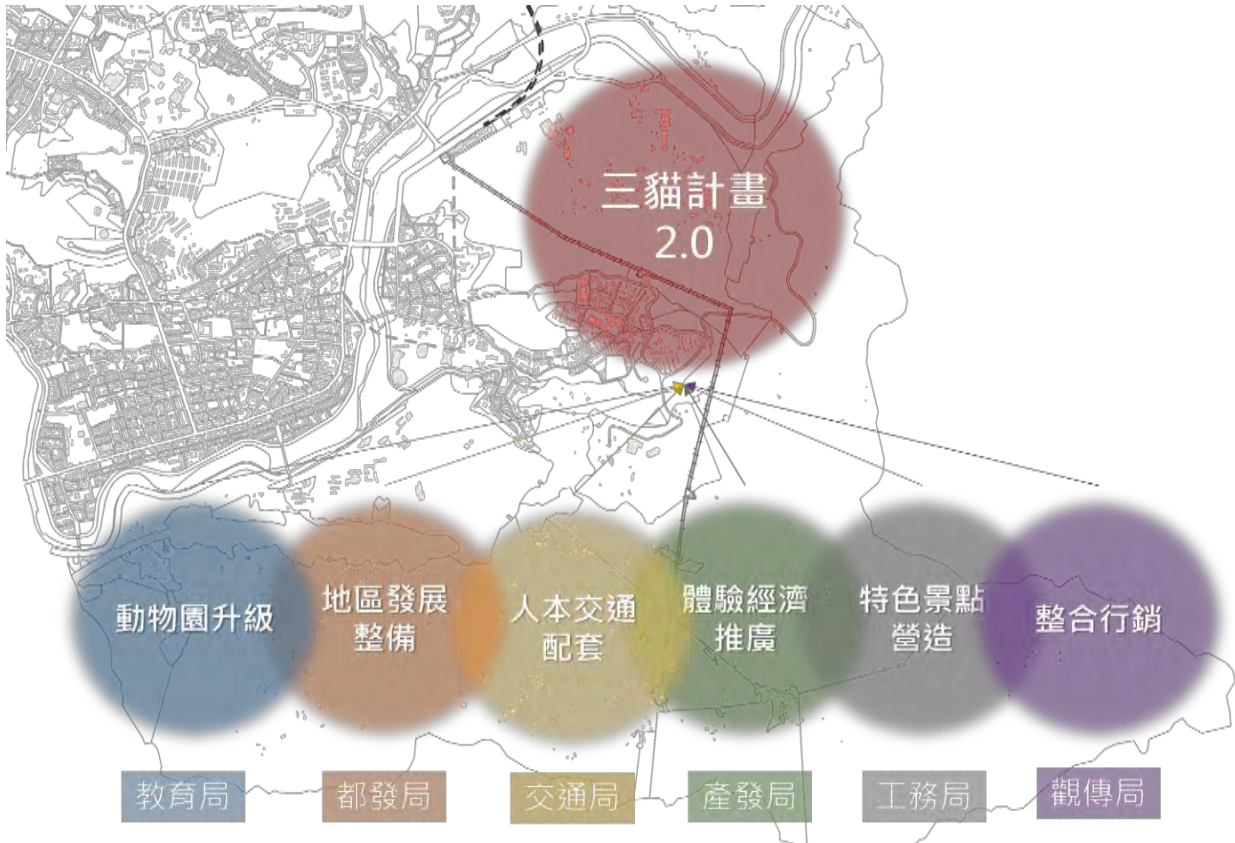 三貓計畫
2.0
動物園升級
地區發展
整備
人本交通
配套
體驗經濟
推廣
特色景點
營造
整合行銷
教育局
都發局
交通局
產發局
工務局
觀傳局